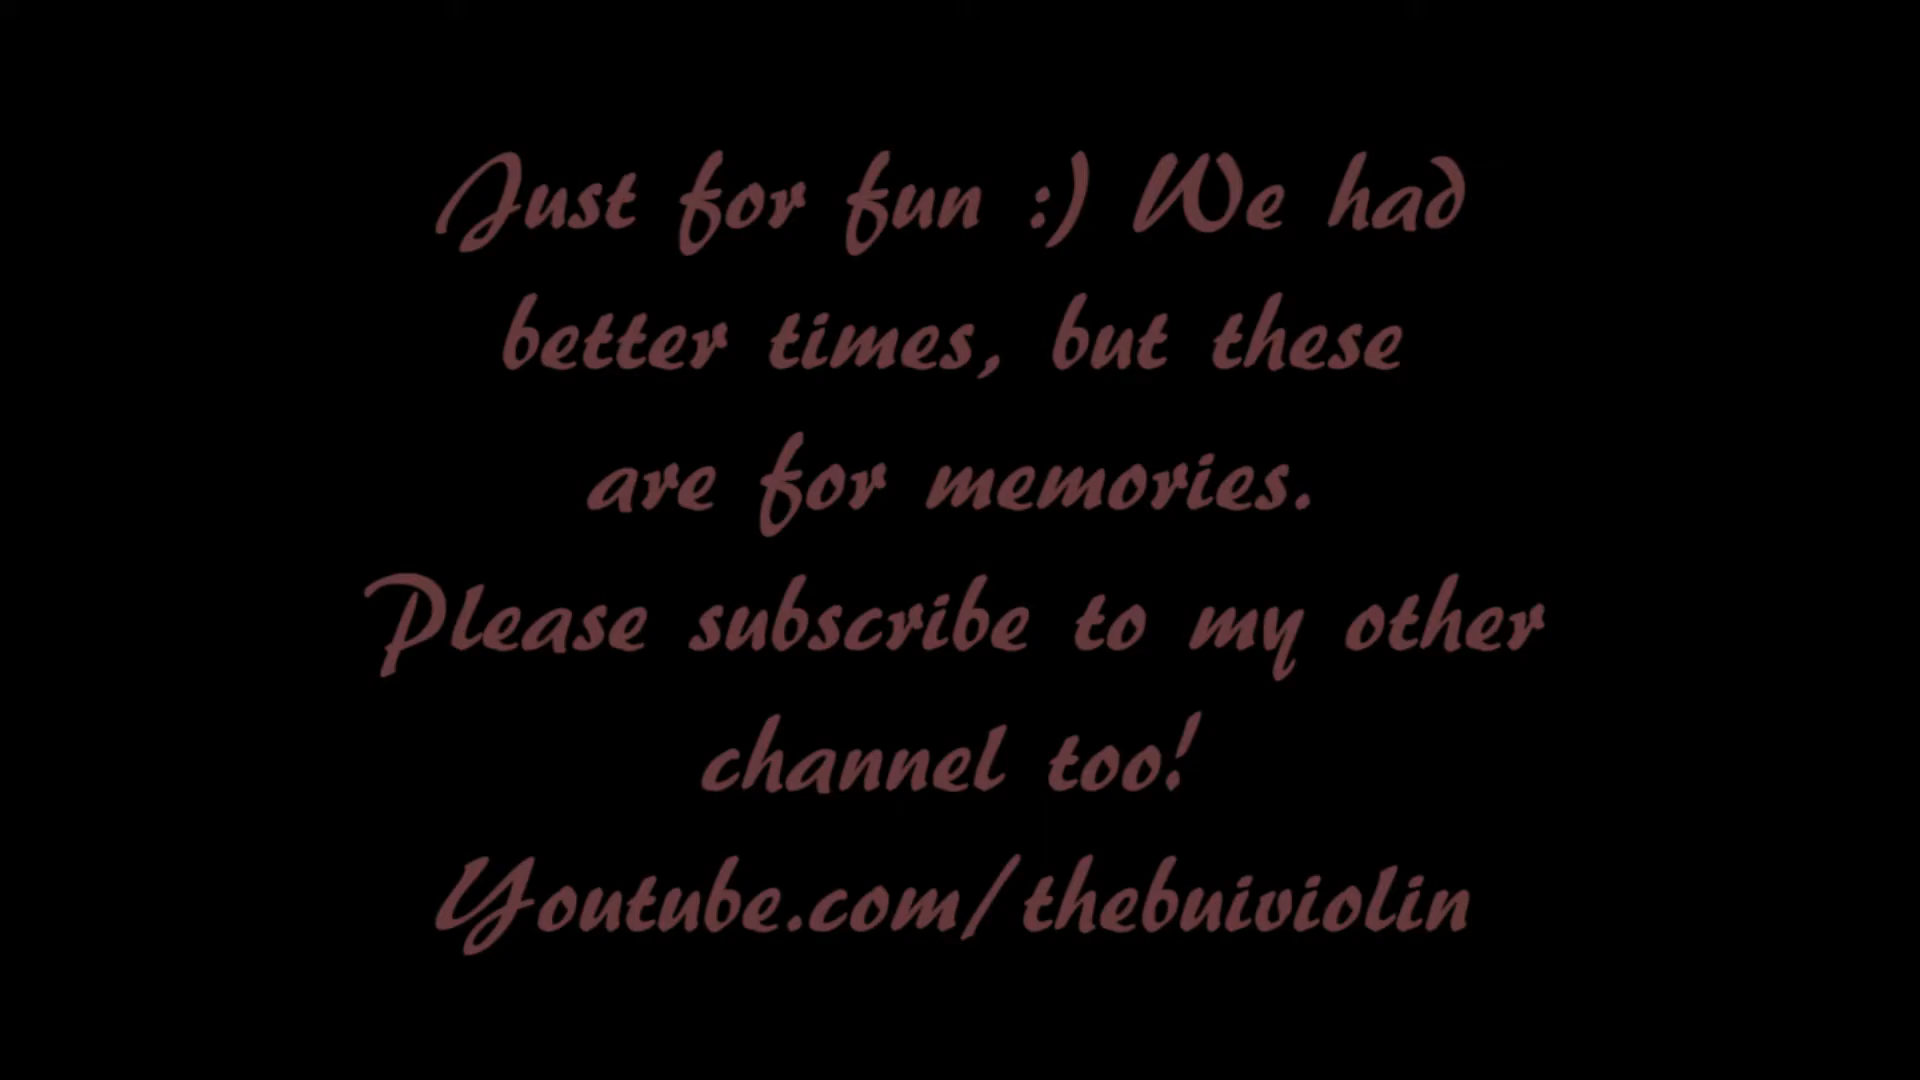 Just for fun :) We had
better times, but these
are for memories.
Please subscribe to my other
channel too!
Youtube.com/thebuiviolin